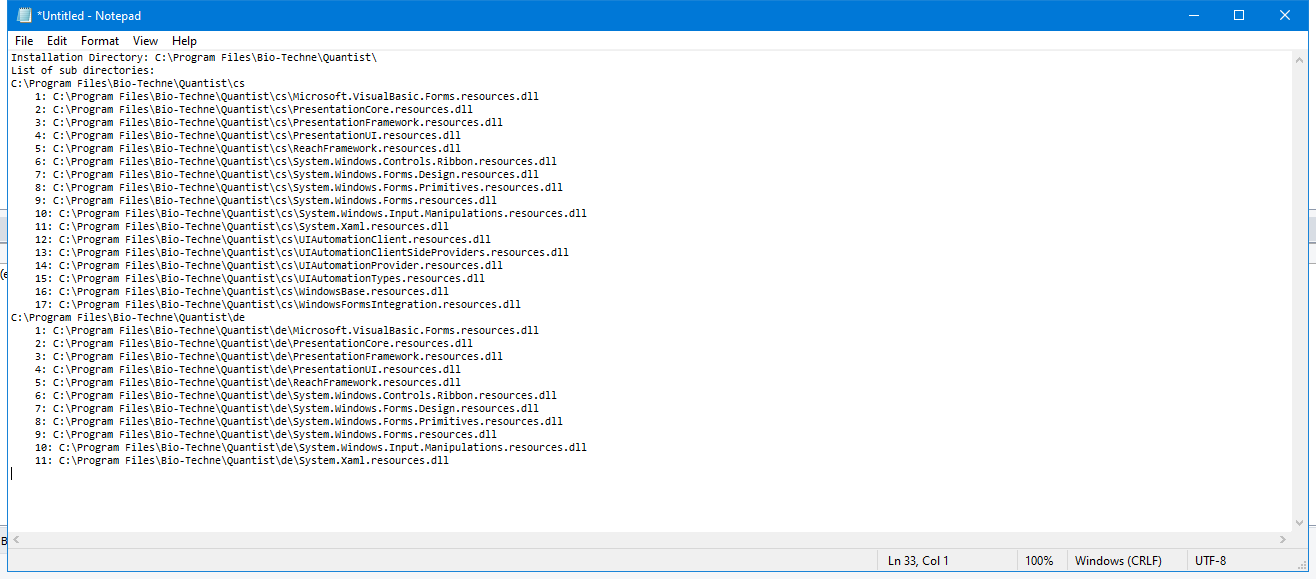 *Untitled - Notepad
File Edit Format View Help
Installation Directory: C:\Program Files\Bio-Techne\Quantist\
List of sub directories:
C:\Program Files\Bio-Techne\Quantist\cs
1: C:\Program Files\Bio-Techne\Quantist\cs\Microsoft.VisualBasic.Forms.resources.dll
2: C:\Program Files\Bio-Techne\Quantist\cs\PresentationCore.resources.dll
3: C:\Program Files\Bio-Techne\Quantist\cs\PresentationFramework.resources.dll
4: C:\Program Files\Bio-Techne\Quantist\cs\PresentationUI.resources.dll
5: C:\Program Files\Bio-Techne\Quantist\cs\ReachFramework.resources.dll
6: C:\Program Files\Bio-Techne\Quantist\cs\System.Windows.Controls.Ribbon.resources.dll
7: C:\Program Files\Bio-Techne\Quantist\cs\System.Windows.Forms.Design.resources.dll
8: C:\Program Files\Bio-Techne\Quantist\cs\System.Windows.Forms.Primitives.resources.dll
9: C:\Program Files\Bio-Techne\Quantist\cs\System.Windows.Forms.resources.dll
10: C:\Program Files\Bio-Techne\Quantist\cs\System.Windows.Input.Manipulations.resources.dll
11: C:\Program Files\Bio-Techne\Quantist\cs\System.Xaml.resources.dll
12: C:\Program Files\Bio-Techne\Quantist\cs\UIAutomationClient.resources.dll
13: C:\Program Files\Bio-Techne\Quantist\cs\UIAutomationClientSideProviders.resources.dll
14: C:\Program Files\Bio-Techne\Quantist\cs\UIAutomationProvider.resources.dll
15: C:\Program Files\Bio-Techne\Quantist\cs\UIAutomationTypes.resources.dll
16: C:\Program Files\Bio-Techne\Quantist\cs\WindowsBase.resources.dll
17: C:\Program Files\Bio-Techne\Quantist\cs\WindowsFormsIntegration.resources.dll
C:\Program Files\Bio-Techne\Quantist\de
1: C:\Program Files\Bio-Techne\Quantist\de\Microsoft.VisualBasic.Forms.resources.dll
2: C:\Program Files\Bio-Techne\Quantist\de\PresentationCore.resources.dll
3: C:\Program Files\Bio-Techne\Quantist\de\PresentationFramework.resources.dll
4: C:\Program Files\Bio-Techne\Quantist\de\PresentationUI.resources.dll
5: C:\Program Files\Bio-Techne\Quantist\de\ReachFramework.resources.dll
6: C:\Program Files\Bio-Techne\Quantist\de\System.Windows.Controls.Ribbon.resources.dll
7: C:\Program Files\Bio-Techne\Quantist\de\System.Windows.Forms.Design.resources.dll
8: C:\Program Files\Bio-Techne\Quantist\de\System.Windows.Forms.Primitives.resources.dll
9: C:\Program Files\Bio-Techne\Quantist\de\System.Windows.Forms.resources.dll
10: C:\Program Files\Bio-Techne\Quantist\de\System.Windows.Input.Manipulations.resources.dll
11: C:\Program Files\Bio-Techne\Quantist\de\System.Xaml.resources.dll
Ln 33, Col 1 100% Windows (CRLF) UTF-8